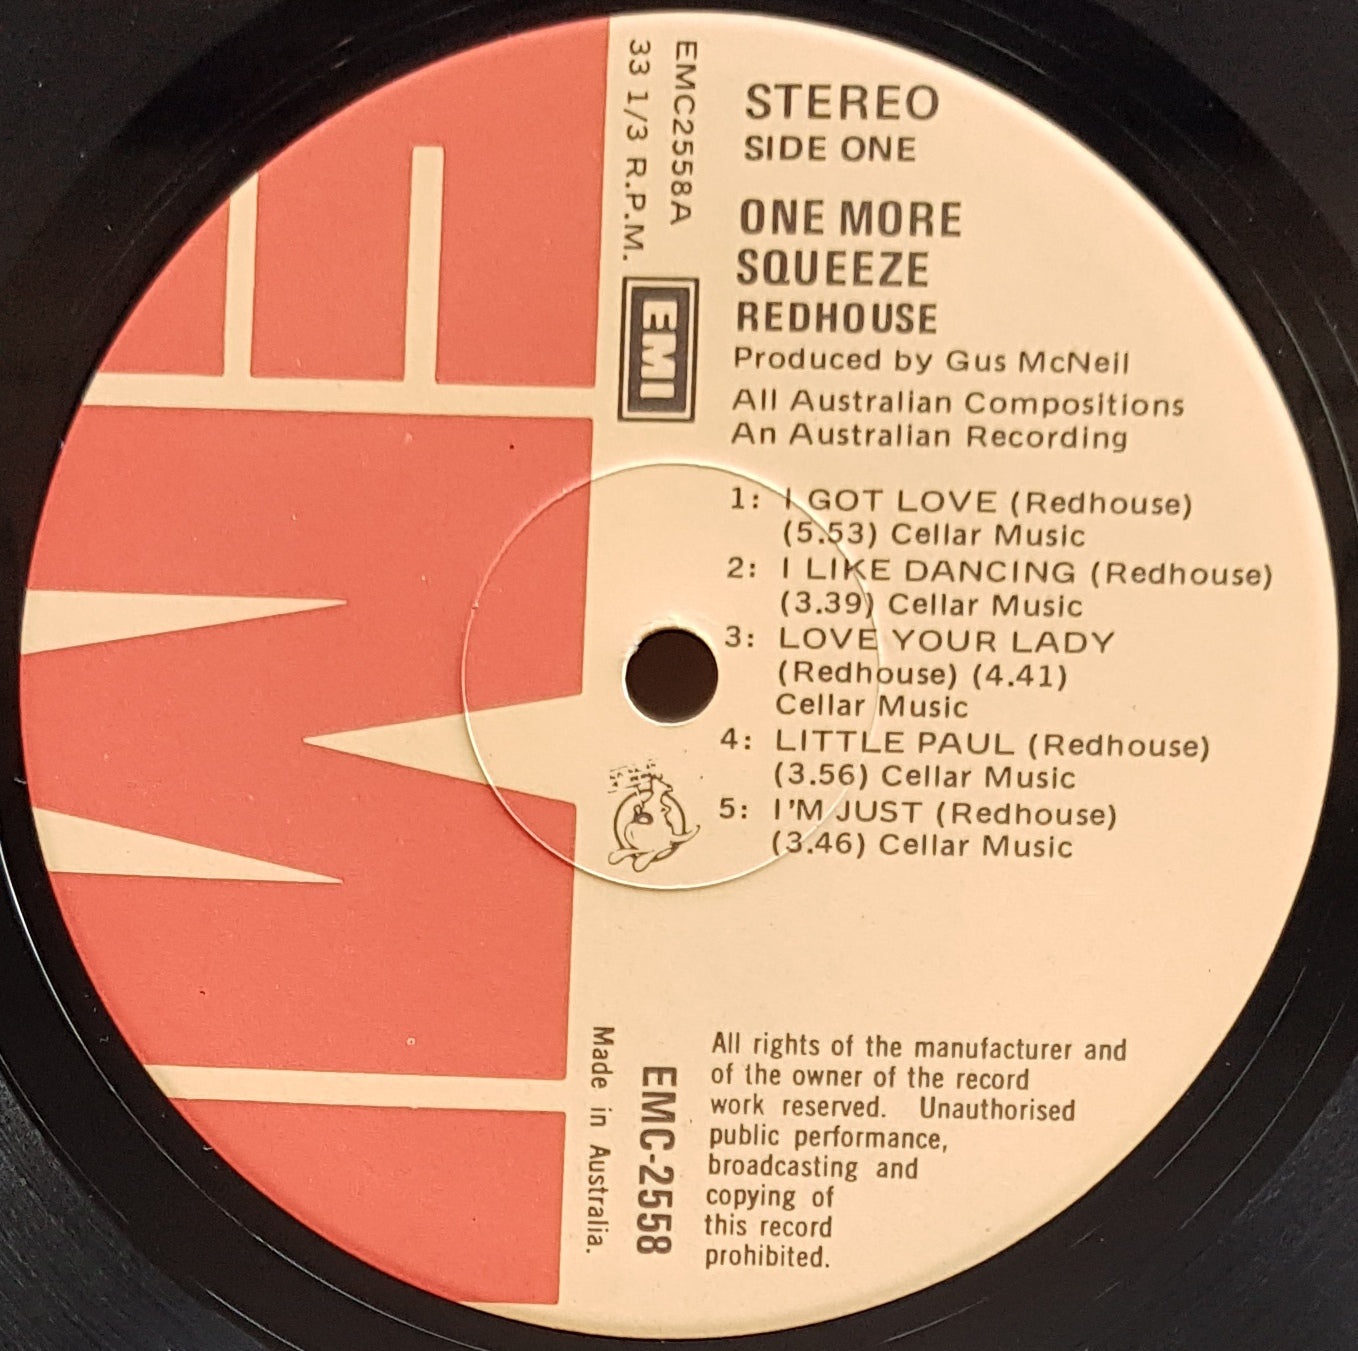 EMC2558A
33 1/3 R.P.M.
EMI
STEREO
SIDE ONE
ONE MORE
SQUEEZE
REDHOUSE
Produced by Gus McNeil
All Australian Compositions
An Australian Recording
1: I GOT LOVE (Redhouse)
(5.53) Cellar Music
2: I LIKE DANCING (Redhouse)
(3.39) Cellar Music
3: LOVE YOUR LADY
(Redhouse) (4.41)
Cellar Music
4: LITTLE PAUL (Redhouse)
(3.56) Cellar Music
5: I'M JUST (Redhouse)
(3.46) Cellar Music
Made in Australia.
EMC-2558
All rights of the manufacturer and
of the owner of the record
work reserved. Unauthorised
public performance,
broadcasting and
copying of
this record
prohibited.
EMI